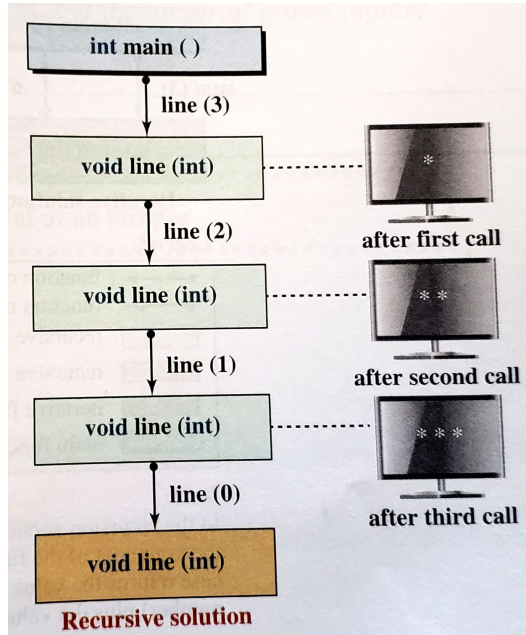 int main ( )
line (3)
void line (int)
*
after first call
line (2)
void line (int)
* *
after second call
line (1)
void line (int)
* * *
after third call
line (0)
void line (int)
Recursive solution